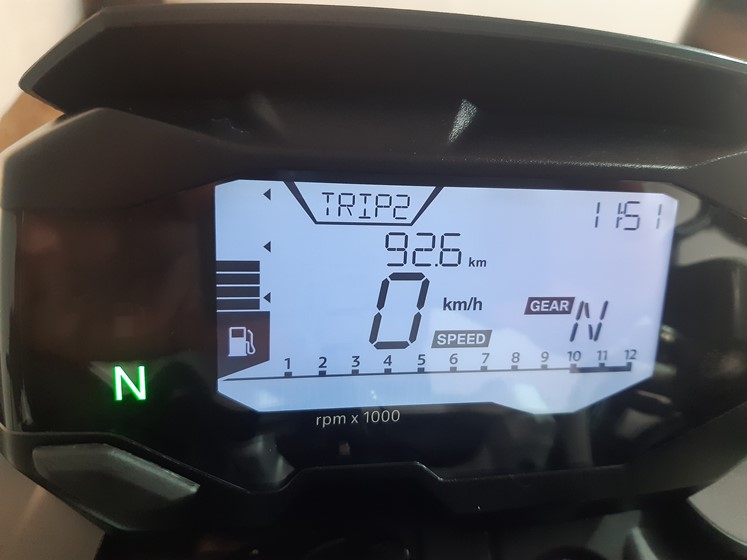 TRIP2
11:51
92.6 km
0 km/h
GEAR N
SPEED
1 2 3 4 5 6 7 8 9 10 11 12
N
rpm x 1000